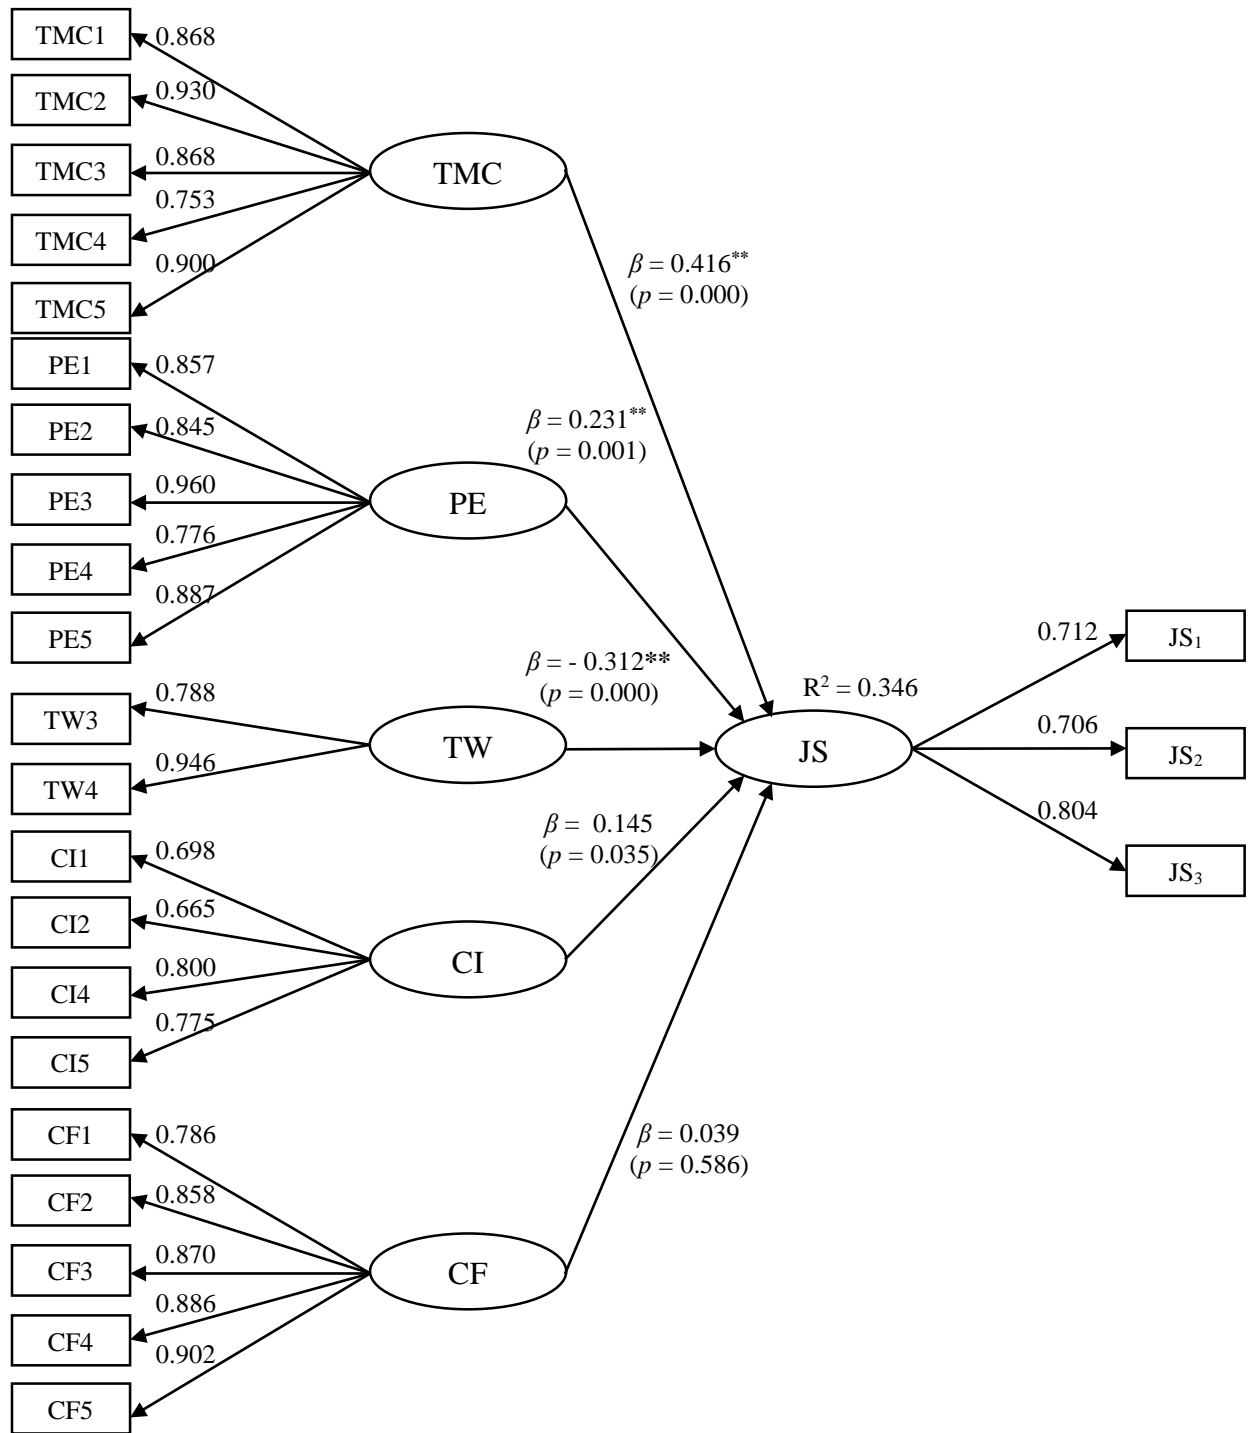 TMC1
0.868
TMC2
0.930
TMC3
0.868
TMC4
0.753
TMC5
0.900
TMC
β = 0.416**
(p = 0.000)
PE1
0.857
PE2
0.845
PE3
0.960
PE4
0.776
PE5
0.887
PE
β = 0.231**
(p = 0.001)
TW3
0.788
TW4
0.946
TW
β = - 0.312**
(p = 0.000)
CI1
0.698
CI2
0.665
CI4
0.800
CI5
0.775
CI
β = 0.145
(p = 0.035)
CF1
0.786
CF2
0.858
CF3
0.870
CF4
0.886
CF5
0.902
CF
β = 0.039
(p = 0.586)
R² = 0.346
JS
0.712
JS₁
0.706
JS₂
0.804
JS₃